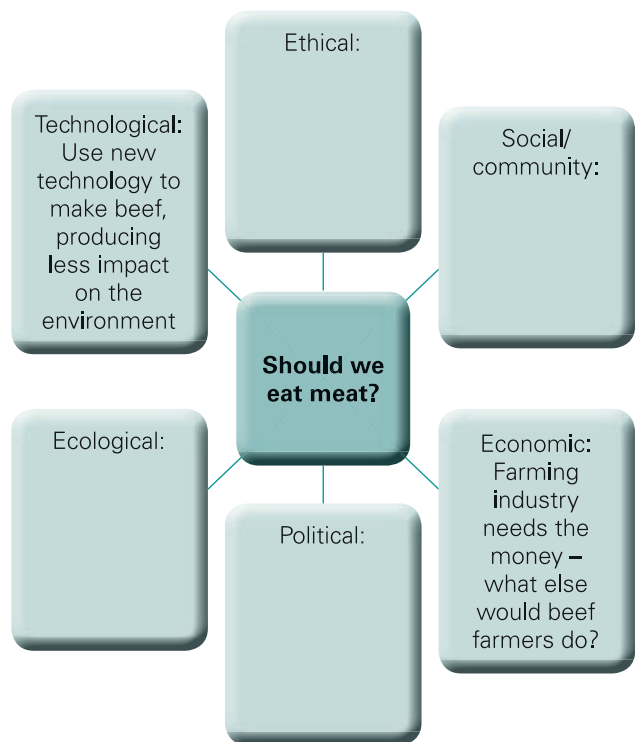 Ethical:
Technological:
Use new
technology to
make beef,
producing
less impact
on the
environment
Social/
community:
Should we
eat meat?
Ecological:
Political:
Economic:
Farming
industry
needs the
money –
what else
would beef
farmers do?